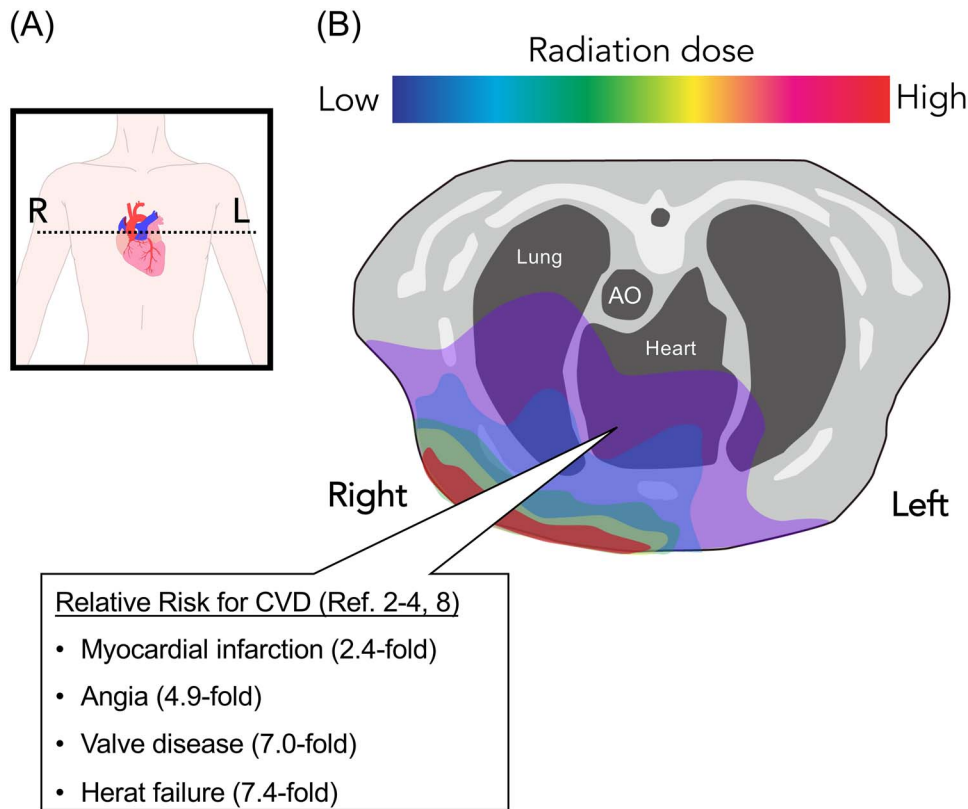 (A)
(B)
Radiation dose
Low
High
R
L
Lung
AO
Heart
Right
Left
Relative Risk for CVD (Ref. 2-4, 8)
• Myocardial infarction (2.4-fold)
• Angia (4.9-fold)
• Valve disease (7.0-fold)
• Herat failure (7.4-fold)